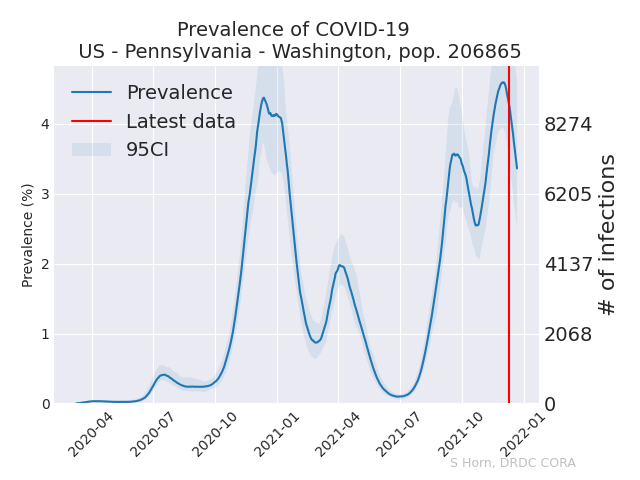 Prevalence of COVID-19
US - Pennsylvania - Washington, pop. 206865
Prevalence
Latest data
95CI
Prevalence (%)
4
3
2
1
0
8274
6205
4137
2068
0
# of infections
2020-04
2020-07
2020-10
2021-01
2021-04
2021-07
2021-10
2022-01
S Horn, DRDC CORA